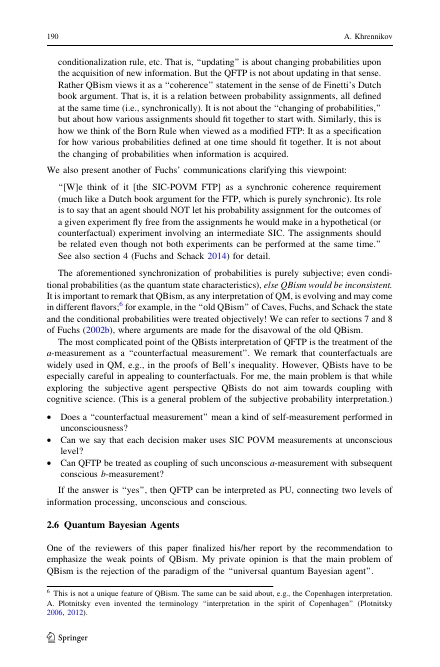 190 A. Khrennikov
conditionalization rule, etc. That is, “updating” is about changing probabilities upon
the acquisition of new information. But the QFTP is not about updating in that sense.
Rather QBism views it as a “coherence” statement in the sense of de Finetti’s Dutch
book argument. That is, it is a relation between probability assignments, all defined
at the same time (i.e., synchronically). It is not about the “changing of probabilities,”
but about how various assignments should fit together to start with. Similarly, this is
how we think of the Born Rule when viewed as a modified FTP: It as a specification
for how various probabilities defined at one time should fit together. It is not about
the changing of probabilities when information is acquired.
We also present another of Fuchs’ communications clarifying this viewpoint:
“[W]e think of it [the SIC-POVM FTP] as a synchronic coherence requirement
(much like a Dutch book argument for the FTP, which is purely synchronic). Its role
is to say that an agent should NOT let his probability assignment for the outcomes of
a given experiment fly free from the assignments he would make in a hypothetical (or
counterfactual) experiment involving an intermediate SIC. The assignments should
be related even though not both experiments can be performed at the same time.”
See also section 4 (Fuchs and Schack 2014) for detail.
The aforementioned synchronization of probabilities is purely subjective; even condi-
tional probabilities (as the quantum state characteristics), else QBism would be inconsistent.
It is important to remark that QBism, as any interpretation of QM, is evolving and may come
in different flavors;6 for example, in the “old QBism” of Caves, Fuchs, and Schack the state
and the conditional probabilities were treated objectively! We can refer to sections 7 and 8
of Fuchs (2002b), where arguments are made for the disavowal of the old QBism.
The most complicated point of the QBists interpretation of QFTP is the treatment of the
a-measurement as a “counterfactual measurement”. We remark that counterfactuals are
widely used in QM, e.g., in the proofs of Bell’s inequality. However, QBists have to be
especially careful in appealing to counterfactuals. For me, the main problem is that while
exploring the subjective agent perspective QBists do not aim towards coupling with
cognitive science. (This is a general problem of the subjective probability interpretation.)
• Does a “counterfactual measurement” mean a kind of self-measurement performed in
unconsciousness?
• Can we say that each decision maker uses SIC POVM measurements at unconscious
level?
• Can QFTP be treated as coupling of such unconscious a-measurement with subsequent
conscious b-measurement?
If the answer is “yes”, then QFTP can be interpreted as PU, connecting two levels of
information processing, unconscious and conscious.
2.6 Quantum Bayesian Agents
One of the reviewers of this paper finalized his/her report by the recommendation to
emphasize the weak points of QBism. My private opinion is that the main problem of
QBism is the rejection of the paradigm of the “universal quantum Bayesian agent”.
6 This is not a unique feature of QBism. The same can be said about, e.g., the Copenhagen interpretation.
A. Plotnitsky even invented the terminology “interpretation in the spirit of Copenhagen” (Plotnitsky
2006, 2012).
Springer